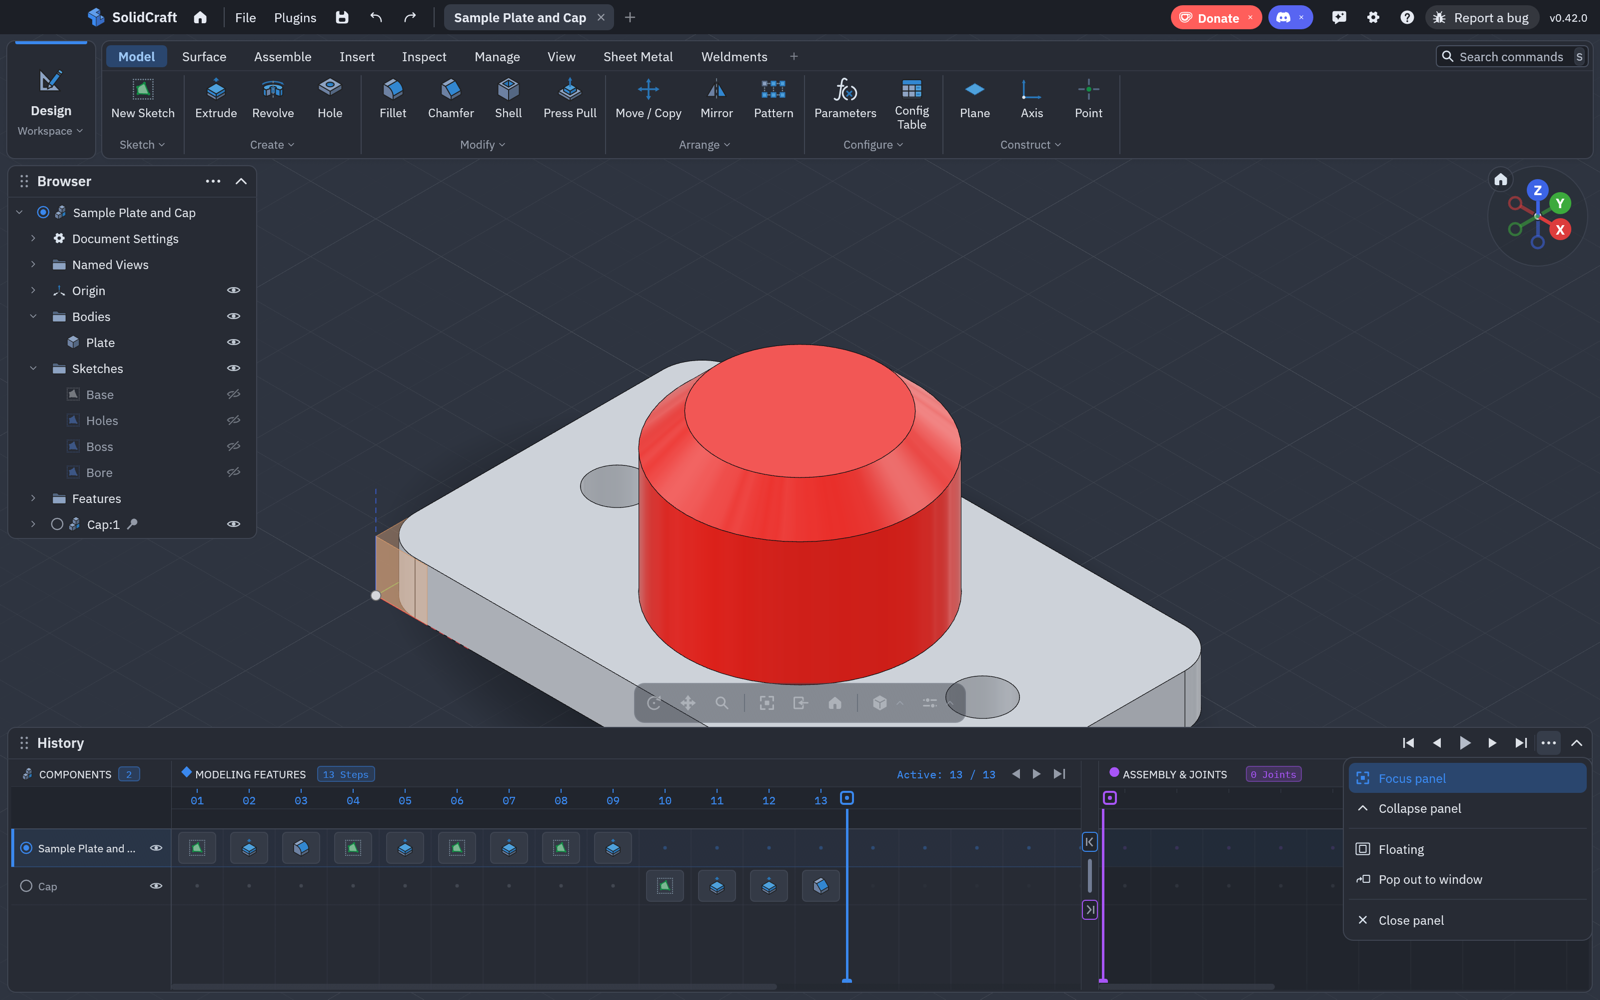 SolidCraft File Plugins Sample Plate and Cap Donate Report a bug v0.42.0
Model Surface Assemble Insert Inspect Manage View Sheet Metal Weldments Search commands S
Design
Workspace
New Sketch Extrude Revolve Hole Fillet Chamfer Shell Press Pull Move / Copy Mirror Pattern Parameters Config Table Plane Axis Point
Sketch Create Modify Arrange Configure Construct
Browser
Sample Plate and Cap
Document Settings
Named Views
Origin
Bodies
Plate
Sketches
Base
Holes
Boss
Bore
Features
Cap:1
Z
Y
X
History
COMPONENTS 2 MODELING FEATURES 13 Steps Active: 13 / 13 ASSEMBLY & JOINTS 0 Joints
01 02 03 04 05 06 07 08 09 10 11 12 13
Sample Plate and ...
Cap
Focus panel
Collapse panel
Floating
Pop out to window
Close panel